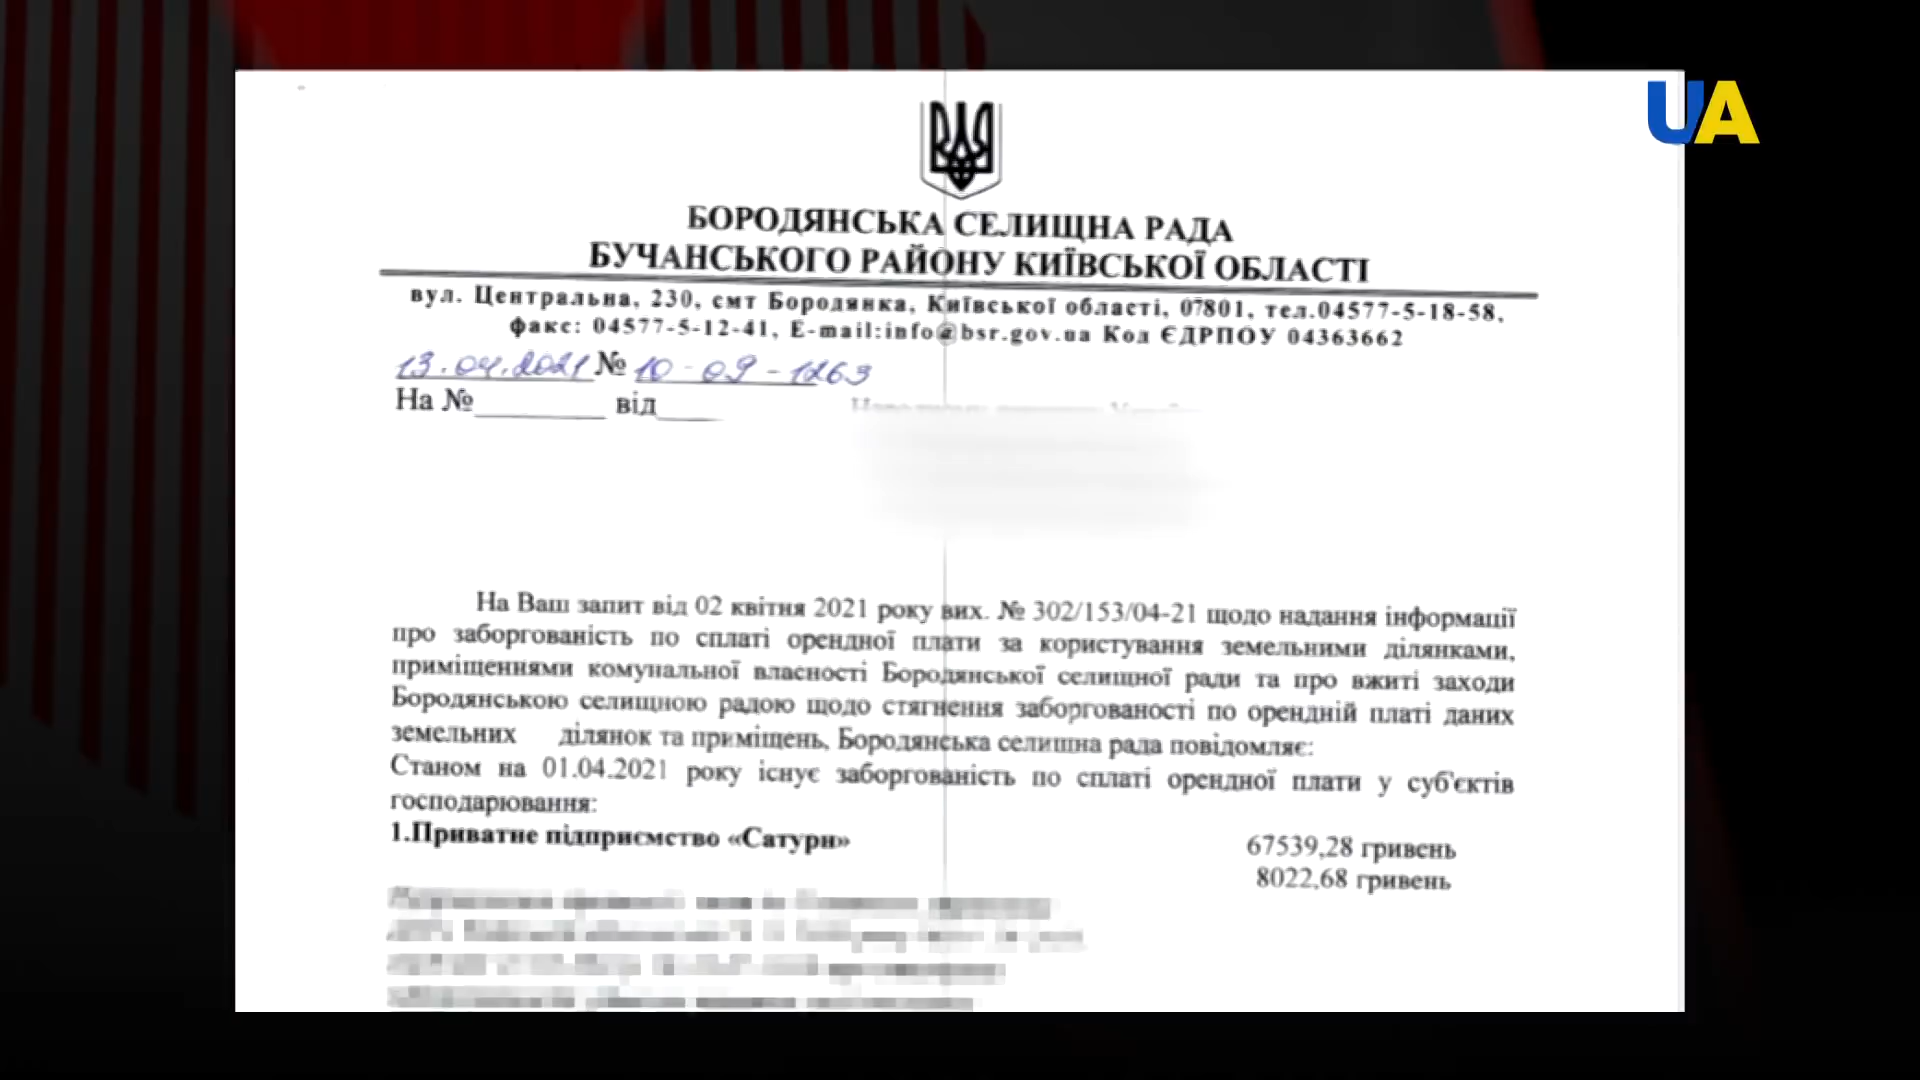 UA
БОРОДЯНСЬКА СЕЛИЩНА РАДА
БУЧАНСЬКОГО РАЙОНУ КИЇВСЬКОЇ ОБЛАСТІ
вул. Центральна, 230, смт Бородянка, Київської області, 07801, тел.04577-5-18-58,
факс: 04577-5-12-41, E-mail:info@bsr.gov.ua Код ЄДРПОУ 04363662
13.04.2021 № 10-09-1263
На №_________ від_____
На Ваш запит від 02 квітня 2021 року вих. № 302/153/04-21 щодо надання інформації
про заборгованість по сплаті орендної плати за користування земельними ділянками,
приміщеннями комунальної власності Бородянської селищної ради та про вжиті заходи
Бородянською селищною радою щодо стягнення заборгованості по орендній платі даних
земельних ділянок та приміщень, Бородянська селищна рада повідомляє:
Станом на 01.04.2021 року існує заборгованість по сплаті орендної плати у суб'єктів
господарювання:
1.Приватне підприємство «Сатурн» 67539,28 гривень
8022,68 гривень